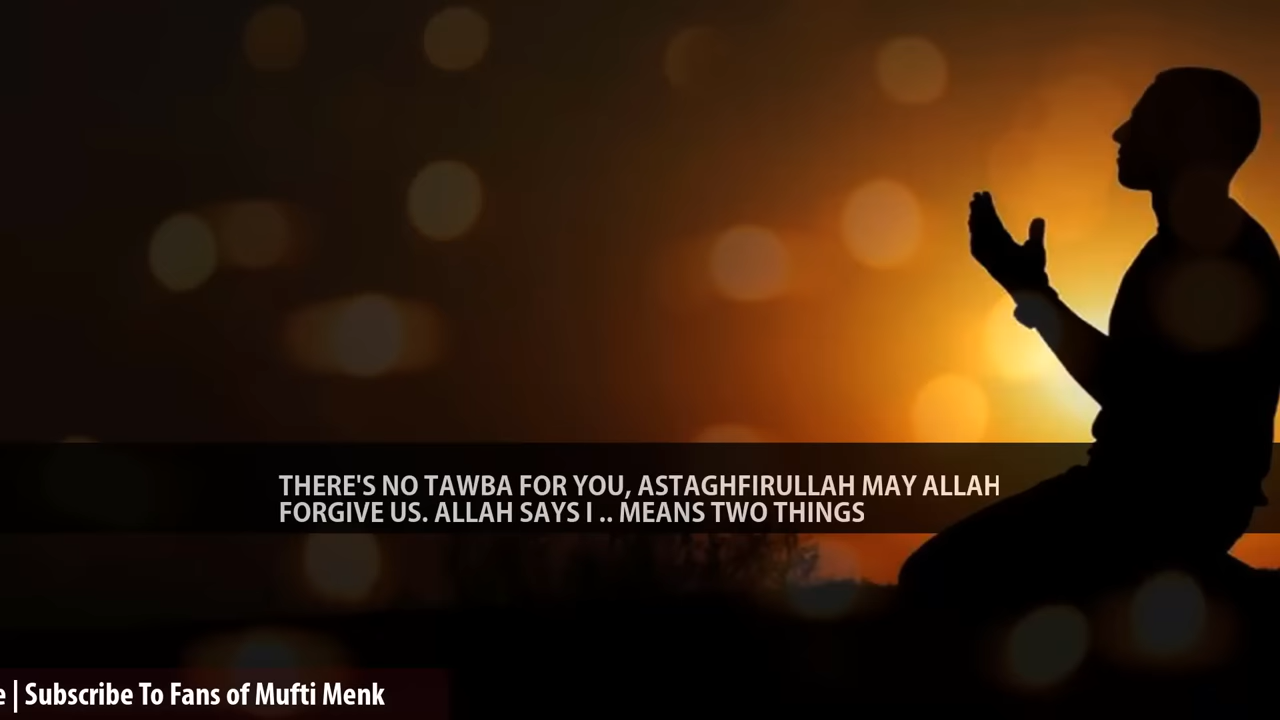 THERE'S NO TAWBA FOR YOU, ASTAGHFIRULLAH MAY ALLAH
FORGIVE US. ALLAH SAYS I .. MEANS TWO THINGS
e | Subscribe To Fans of Mufti Menk